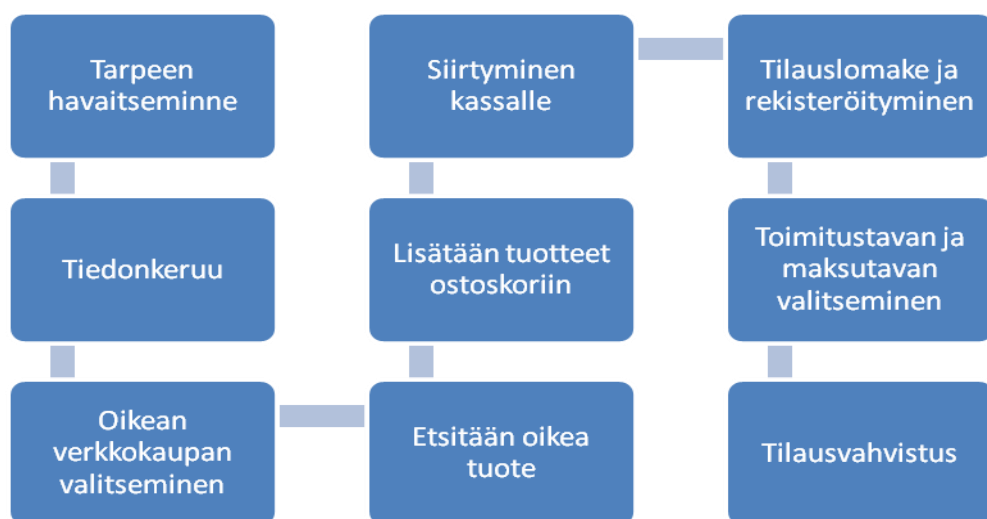 Tarpeen
havaitseminne
Tiedonkeruu
Oikean
verkkokaupan
valitseminen
Etsitään oikea
tuote
Lisätään tuotteet
ostoskoriin
Siirtyminen
kassalle
Tilauslomake ja
rekisteröityminen
Toimitustavan ja
maksutavan
valitseminen
Tilausvahvistus